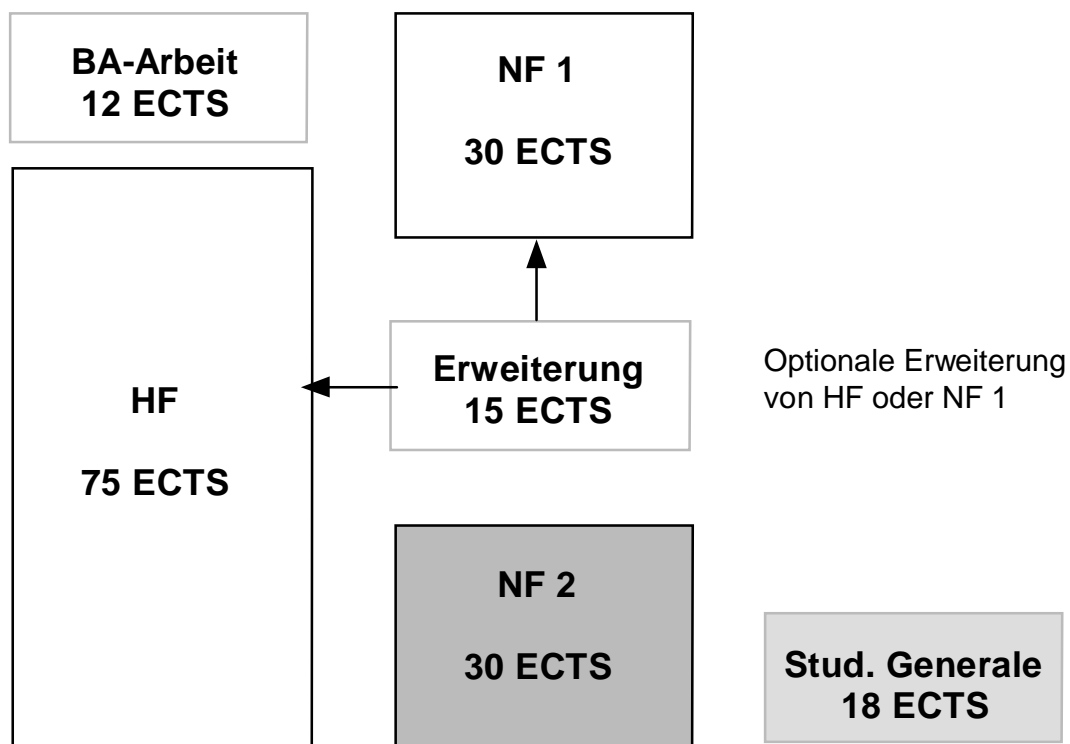 BA-Arbeit
12 ECTS
NF 1
30 ECTS
HF
75 ECTS
Erweiterung
15 ECTS
Optionale Erweiterung
von HF oder NF 1
NF 2
30 ECTS
Stud. Generale
18 ECTS